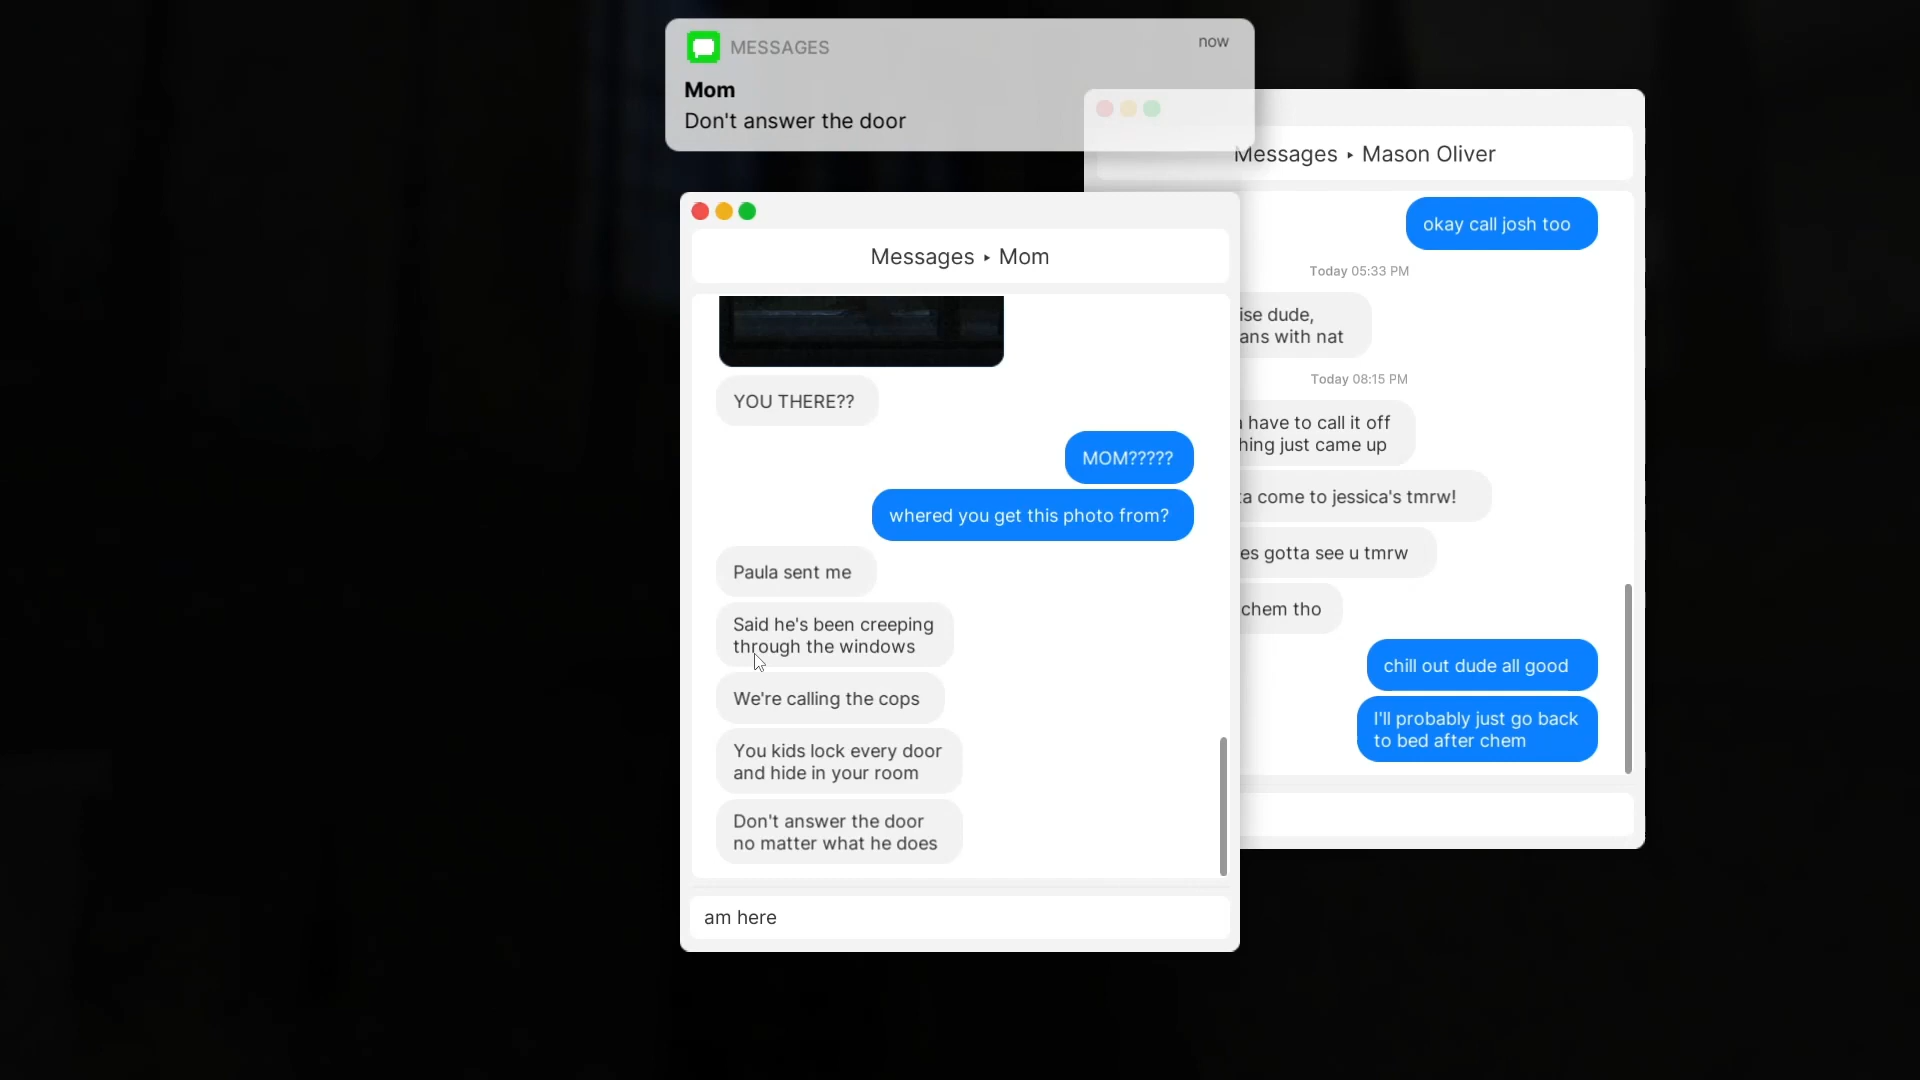 MESSAGES
now
Mom
Don't answer the door
Messages ▸ Mason Oliver
okay call josh too
Today 05:33 PM
dude,
with nat
Today 08:15 PM
have to call it off
just came up
come to jessica's tmrw!
gotta see u tmrw
chem tho
chill out dude all good
I'll probably just go back
to bed after chem
Messages ▸ Mom
YOU THERE??
MOM?????
whered you get this photo from?
Paula sent me
Said he's been creeping
through the windows
We're calling the cops
You kids lock every door
and hide in your room
Don't answer the door
no matter what he does
am here